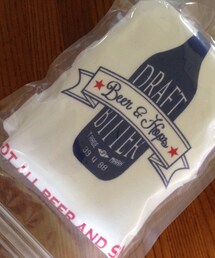 DRAFT
Beer & Hops
BITTER
OT ALL BEER AND S